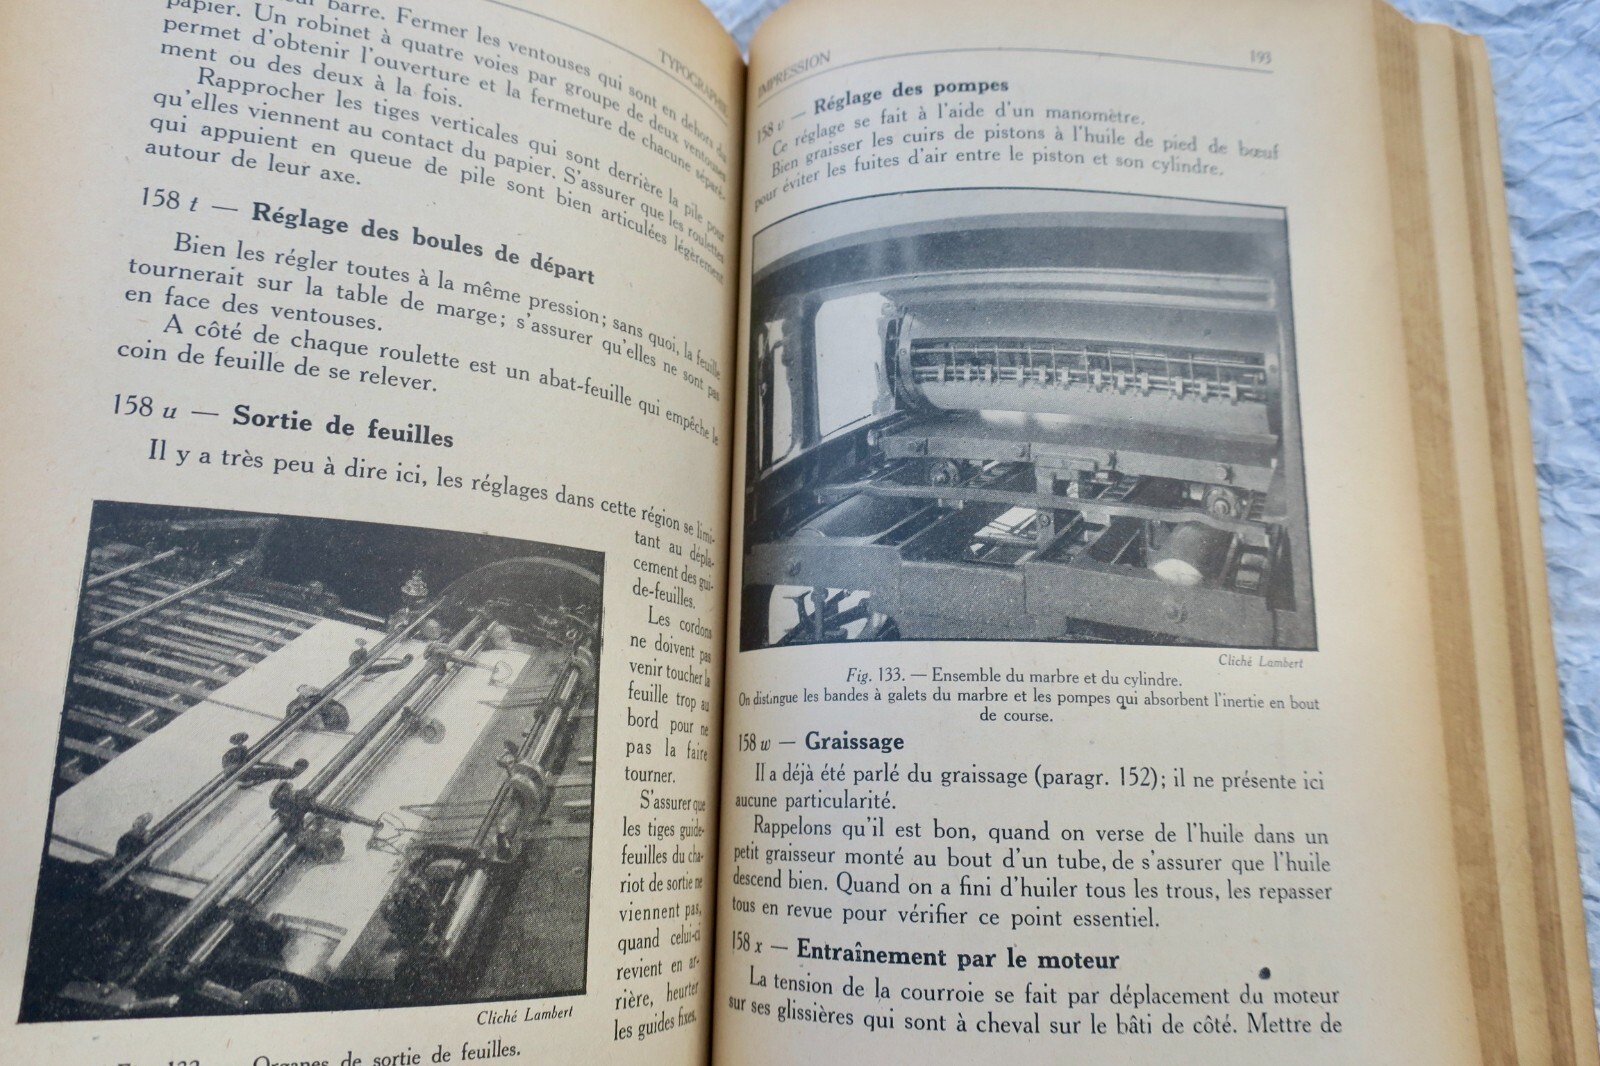 TYPOGRAPHIE
barre. Fermer les ventouses qui sont en dehors du
papier. Un robinet à quatre voies par groupe de deux ventouses
permet d'obtenir l'ouverture et la fermeture de chacune séparé-
ment ou des deux à la fois.
Rapprocher les tiges verticales qui sont derrière la pile pour
qu'elles viennent au contact du papier. S'assurer que les roulettes
qui appuient en queue de pile sont bien articulées légèrement
autour de leur axe.
158 t — Réglage des boules de départ
Bien les régler toutes à la même pression; sans quoi, la feuille
tournerait sur la table de marge; s'assurer qu'elles ne sont pas
en face des ventouses.
A côté de chaque roulette est un abat-feuille qui empêche le
coin de feuille de se relever.
158 u — Sortie de feuilles
Il y a très peu à dire ici, les réglages dans cette région se limi-
tant au dépla-
cement des gui-
de-feuilles.
Les cordons
ne doivent pas
venir toucher la
feuille trop au
bord pour ne
pas la faire
tourner.
S'assurer que
les tiges guide-
feuilles du cha-
riot de sortie ne
viennent pas,
quand celui-ci
revient en ar-
rière, heurter
les guides fixes.
Cliché Lambert
Organes de sortie de feuilles.
IMPRESSION 193
158 v — Réglage des pompes
Ce réglage se fait à l'aide d'un manomètre.
Bien graisser les cuirs de pistons à l'huile de pied de bœuf
pour éviter les fuites d'air entre le piston et son cylindre.
Cliché Lambert
Fig. 133. — Ensemble du marbre et du cylindre.
On distingue les bandes à galets du marbre et les pompes qui absorbent l'inertie en bout
de course.
158 w — Graissage
Il a déjà été parlé du graissage (paragr. 152); il ne présente ici
aucune particularité.
Rappelons qu'il est bon, quand on verse de l'huile dans un
petit graisseur monté au bout d'un tube, de s'assurer que l'huile
descend bien. Quand on a fini d'huiler tous les trous, les repasser
tous en revue pour vérifier ce point essentiel.
158 x — Entraînement par le moteur
La tension de la courroie se fait par déplacement du moteur
sur ses glissières qui sont à cheval sur le bâti de côté. Mettre de